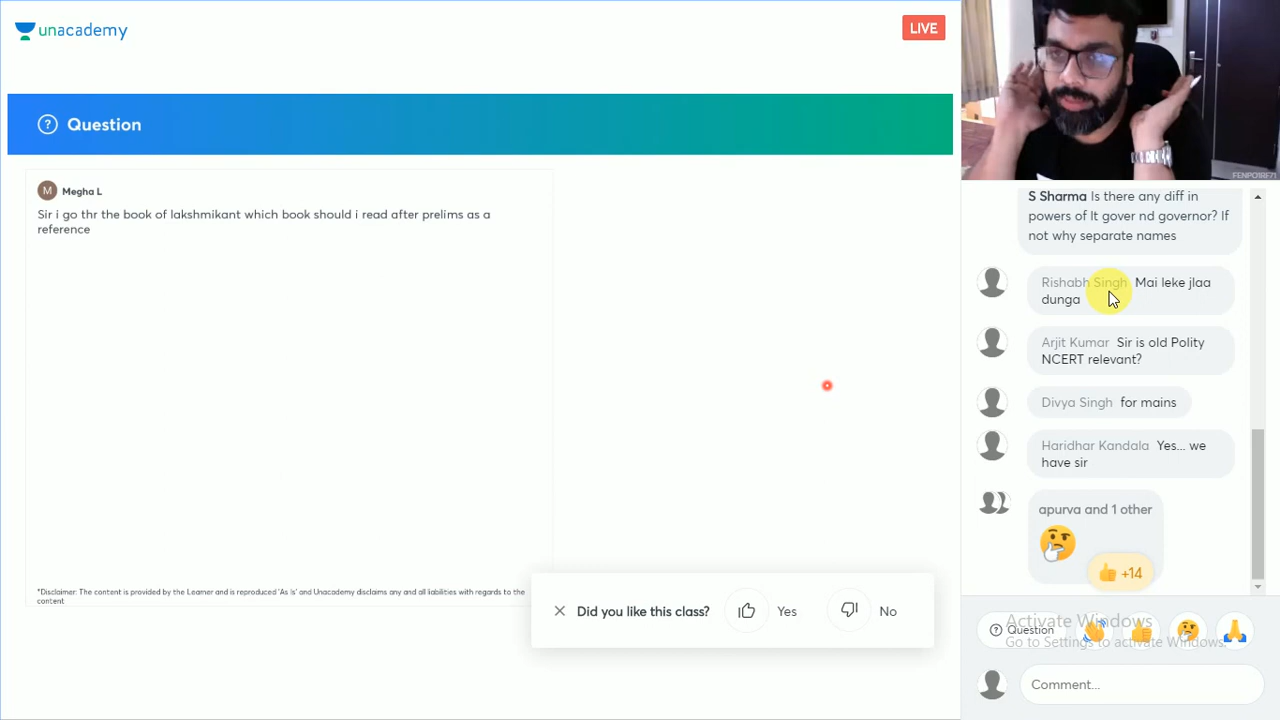 unacademy
LIVE
? Question
M Megha L
Sir i go thr the book of lakshmikant which book should i read after prelims as a
reference
*Disclaimer: The content is provided by the Learner and is reproduced 'As Is' and Unacademy disclaims any and all liabilities with regards to the
content
Did you like this class?
Yes
No
FENPO1RF71
S Sharma Is there any diff in
powers of lt gover nd governor? If
not why separate names
Rishabh Singh Mai leke jlaa
dunga
Arjit Kumar Sir is old Polity
NCERT relevant?
Divya Singh for mains
Haridhar Kandala Yes... we
have sir
apurva and 1 other
+14
Activate Windows
? Question
Go to Settings to activate Windows.
Comment...